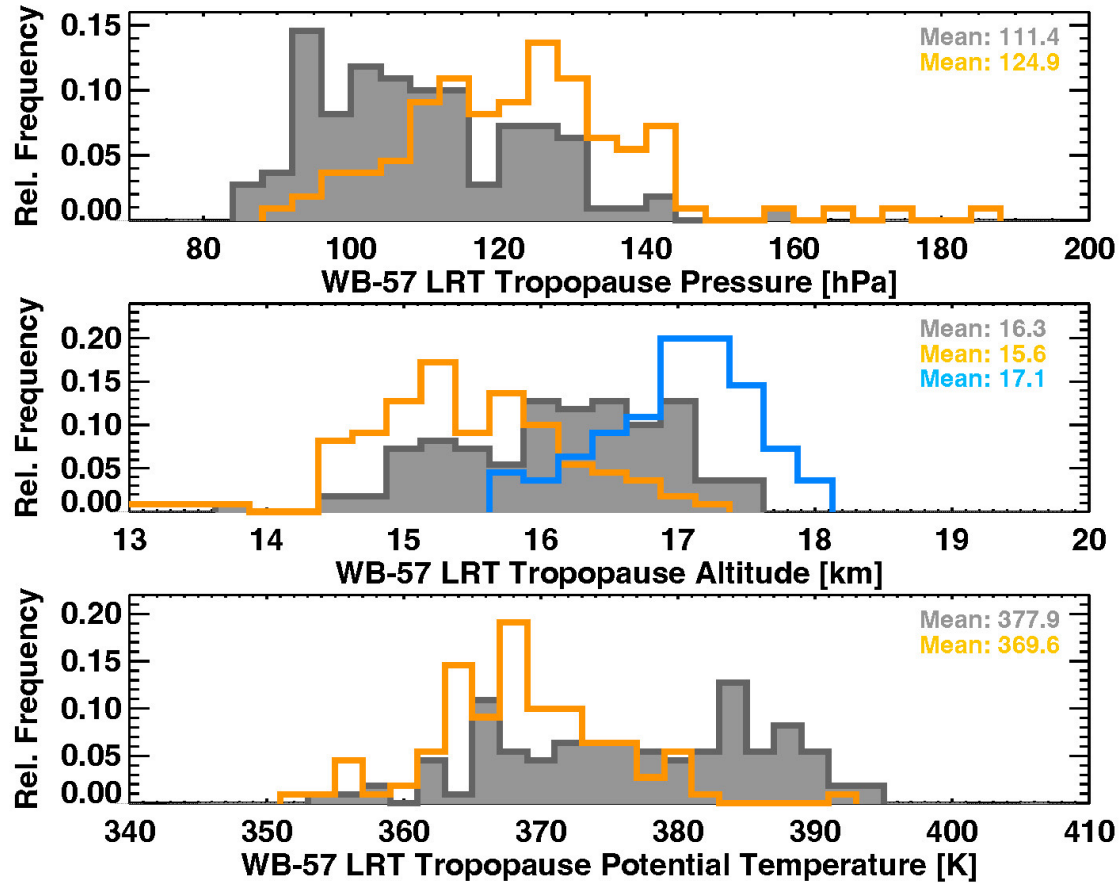 Rel. Frequency
0.15
0.10
0.05
0.00
Mean: 111.4
Mean: 124.9
80 100 120 140 160 180 200
WB-57 LRT Tropopause Pressure [hPa]
Rel. Frequency
0.20
0.15
0.10
0.05
0.00
Mean: 16.3
Mean: 15.6
Mean: 17.1
13 14 15 16 17 18 19 20
WB-57 LRT Tropopause Altitude [km]
Rel. Frequency
0.20
0.15
0.10
0.05
0.00
Mean: 377.9
Mean: 369.6
340 350 360 370 380 390 400 410
WB-57 LRT Tropopause Potential Temperature [K]